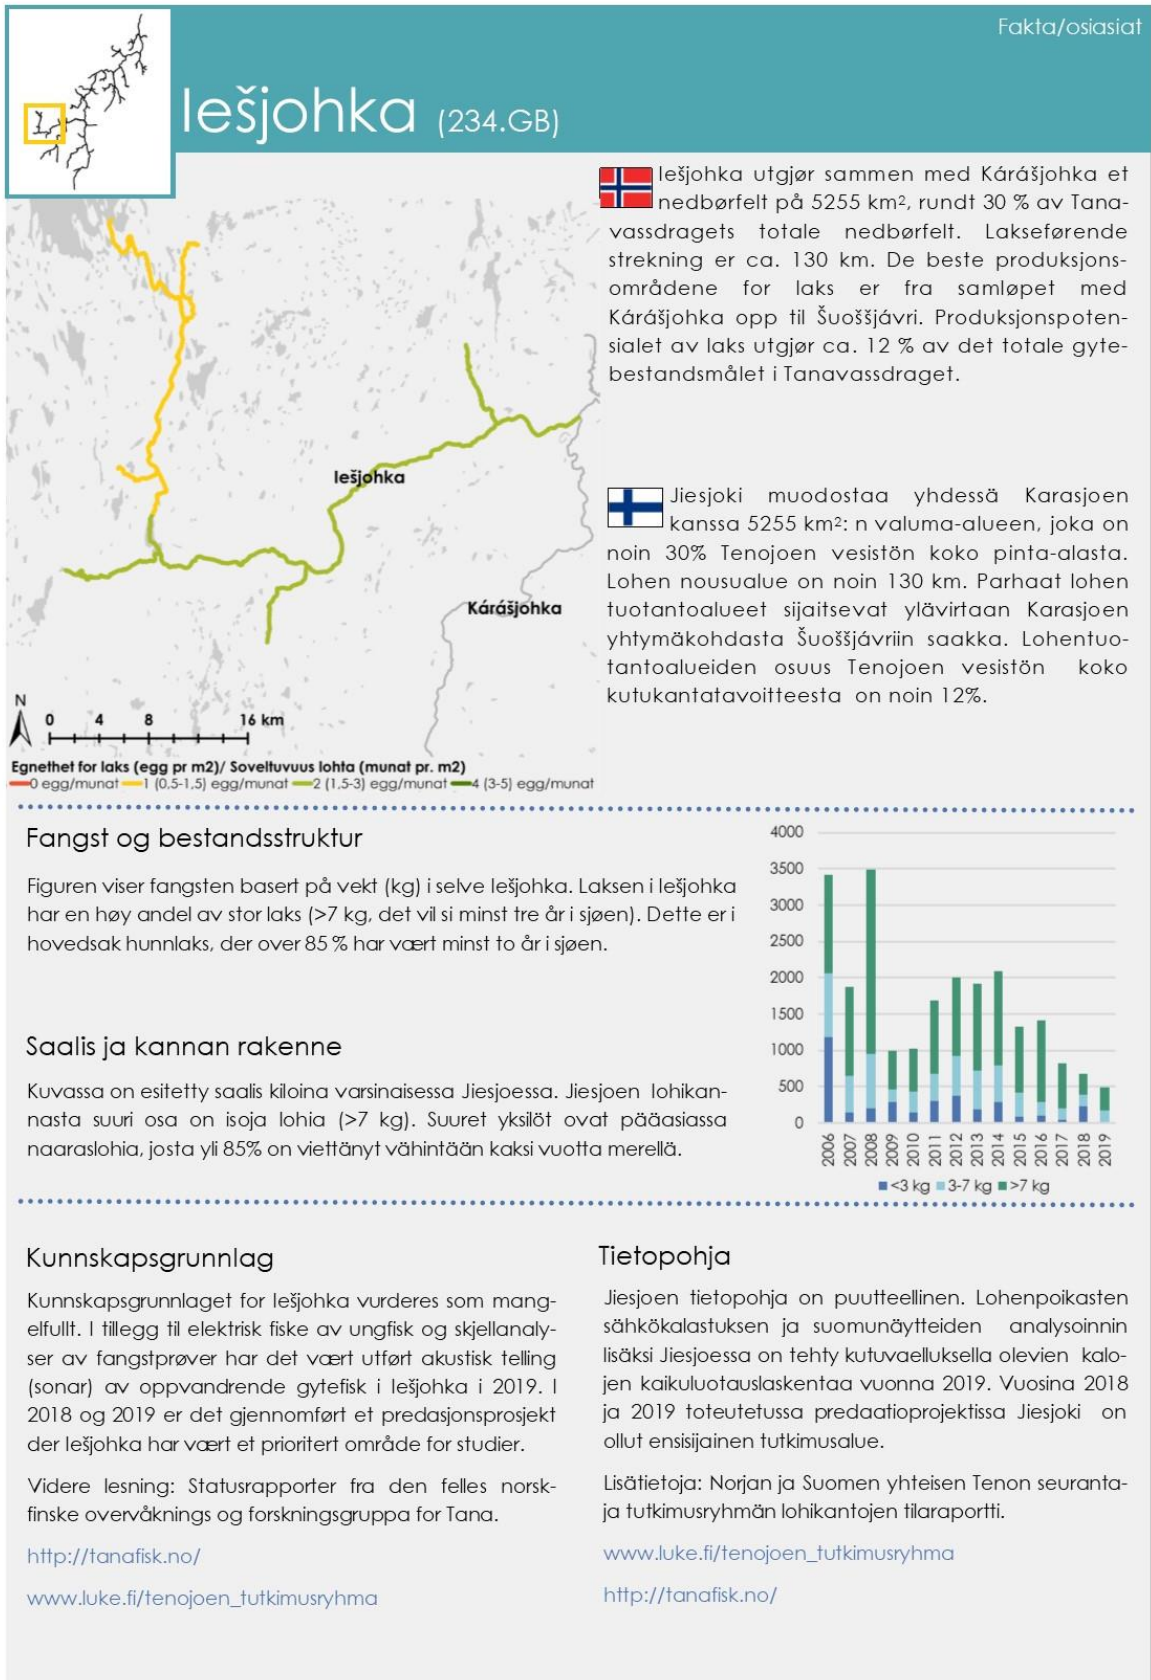 Fakta/osiasiat
Iešjohka (234.GB)
Iešjohka utgjør sammen med Kárášjohka et
nedbørfelt på 5255 km², rundt 30 % av Tana-
vassdragets totale nedbørfelt. Lakseførende
strekning er ca. 130 km. De beste produksjons-
områdene for laks er fra samløpet med
Kárášjohka opp til Šuoššjávri. Produksjonspoten-
sialet av laks utgjør ca. 12 % av det totale gyte-
bestandsmålet i Tanavassdraget.
Jiesjoki muodostaa yhdessä Karasjoen
kanssa 5255 km²: n valuma-alueen, joka on
noin 30% Tenojoen vesistön koko pinta-alasta.
Lohen nousualue on noin 130 km. Parhaat lohen
tuotantoalueet sijaitsevat ylävirtaan Karasjoen
yhtymäkohdasta Šuoššjávriin saakka. Lohentuo-
tantoalueiden osuus Tenojoen vesistön koko
kutukantatavoitteesta on noin 12%.
Iešjohka
Kárášjohka
N
0 4 8 16 km
Egnethet for laks (egg pr m2)/ Soveltuvuus lohta (munat pr. m2)
0 egg/munat 1 (0,5-1,5) egg/munat 2 (1,5-3) egg/munat 4 (3-5) egg/munat
Fangst og bestandsstruktur
Figuren viser fangsten basert på vekt (kg) i selve Iešjohka. Laksen i Iešjohka
har en høy andel av stor laks (>7 kg, det vil si minst tre år i sjøen). Dette er i
hovedsak hunnlaks, der over 85 % har vært minst to år i sjøen.
Saalis ja kannan rakenne
Kuvassa on esitetty saalis kiloina varsinaisessa Jiesjoessa. Jiesjoen lohikan-
nasta suuri osa on isoja lohia (>7 kg). Suuret yksilöt ovat pääasiassa
naaraslohia, josta yli 85% on viettänyt vähintään kaksi vuotta merellä.
4000
3500
3000
2500
2000
1500
1000
500
0
2006 2007 2008 2009 2010 2011 2012 2013 2014 2015 2016 2017 2018 2019
<3 kg 3-7 kg >7 kg
Kunnskapsgrunnlag
Kunnskapsgrunnlaget for Iešjohka vurderes som mang-
elfullt. I tillegg til elektrisk fiske av ungfisk og skjellanaly-
ser av fangstprøver har det vært utført akustisk telling
(sonar) av oppvandrende gytefisk i Iešjohka i 2019. I
2018 og 2019 er det gjennomført et predasjonsprosjekt
der Iešjohka har vært et prioritert område for studier.
Videre lesning: Statusrapporter fra den felles norsk-
finske overvåknings og forskningsgruppa for Tana.
http://tanafisk.no/
www.luke.fi/tenojoen_tutkimusryhma
Tietopohja
Jiesjoen tietopohja on puutteellinen. Lohenpoikasten
sähkökalastuksen ja suomunäytteiden analysoinnin
lisäksi Jiesjoessa on tehty kutuvaelluksella olevien kalo-
jen kaikuluotauslaskentaa vuonna 2019. Vuosina 2018
ja 2019 toteutetussa predaatioprojektissa Jiesjoki on
ollut ensisijainen tutkimusalue.
Lisätietoja: Norjan ja Suomen yhteisen Tenon seuranta-
ja tutkimusryhmän lohikantojen tilaraportti.
www.luke.fi/tenojoen_tutkimusryhma
http://tanafisk.no/